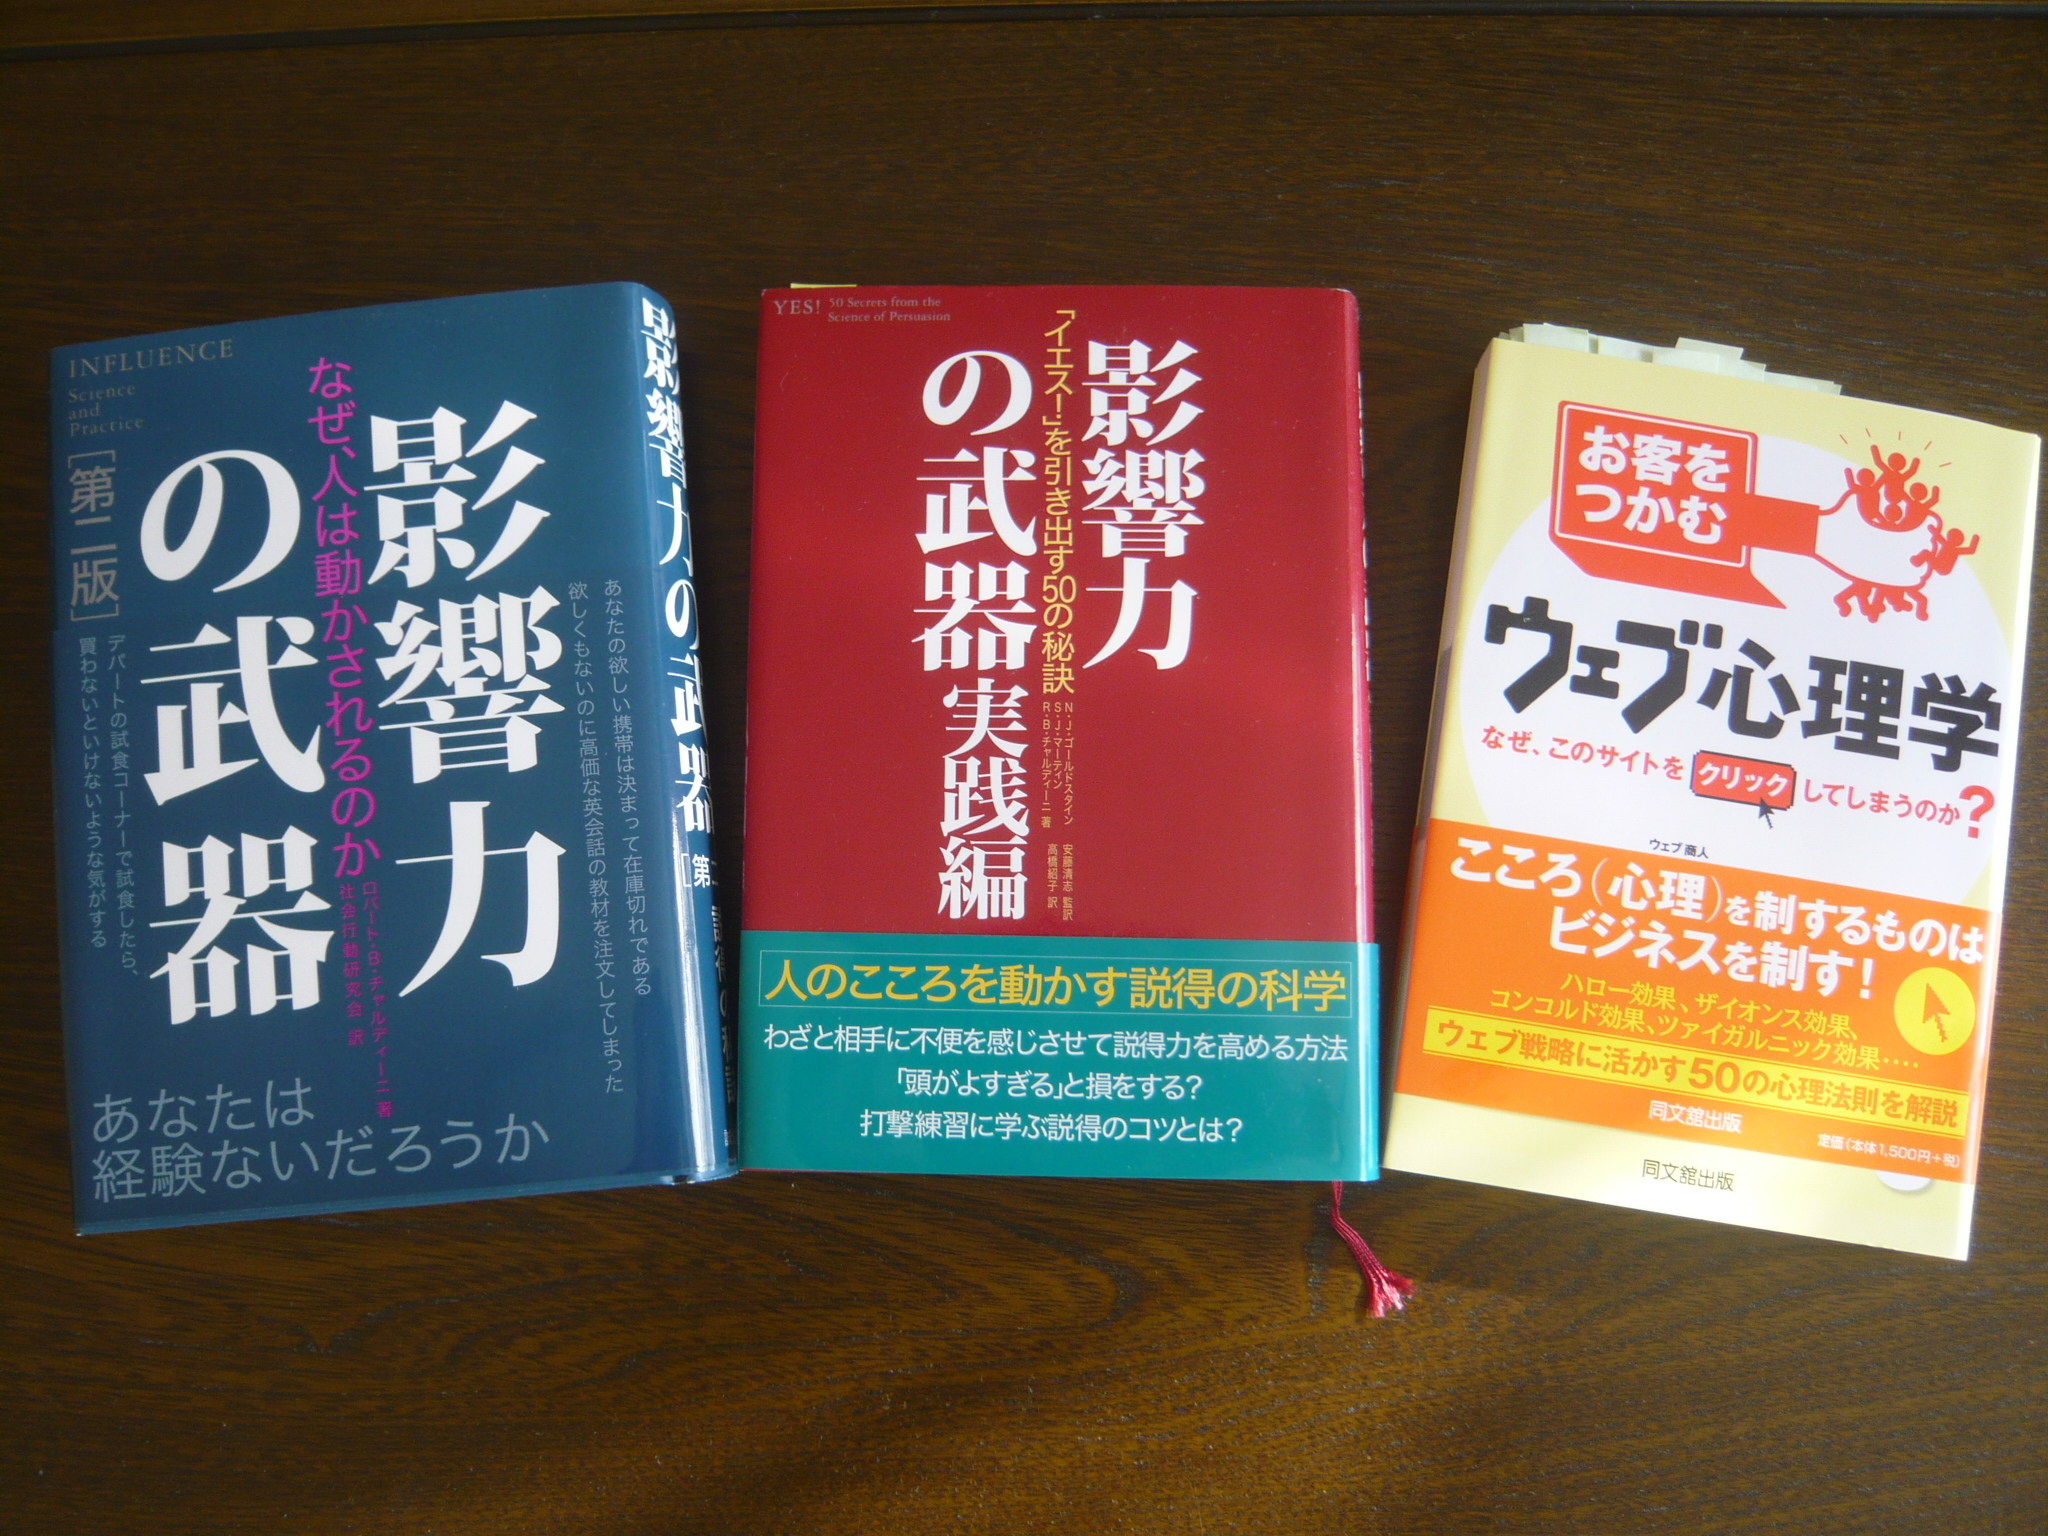 INFLUENCE
Science
and
Practice
[第二版]
影響力
の武器
なぜ、人は動かされるのか
ロバート・B・チャルディーニ 著
社会行動研究会 訳
あなたの欲しい携帯は決まって在庫切れである
欲しくもないのに高価な英会話の教材を注文してしまった
デパートの試食コーナーで試食したら、
買わないといけないような気がする
あなたは
経験ないだろうか
影響力の武器
YES! 50 Secrets from the
Science of Persuasion
影響力
「イエス!」を引き出す50の秘訣
の武器 実践編
N・J・ゴールドスタイン
S・J・マーティン
R・B・チャルディーニ 著
安藤清志 監訳
高橋紹子 訳
人のこころを動かす説得の科学
わざと相手に不便を感じさせて説得力を高める方法
「頭がよすぎる」と損をする?
打撃練習に学ぶ説得のコツとは?
お客を
つかむ
ウェブ心理学
なぜ、このサイトを クリック してしまうのか?
ウェブ商人
こころ(心理)を制するものは
ビジネスを制す!
ハロー効果、ザイオンス効果、
コンコルド効果、ツァイガルニック効果‥‥
ウェブ戦略に活かす50の心理法則を解説
同文舘出版
定価(本体1,500円+税)
同文舘出版